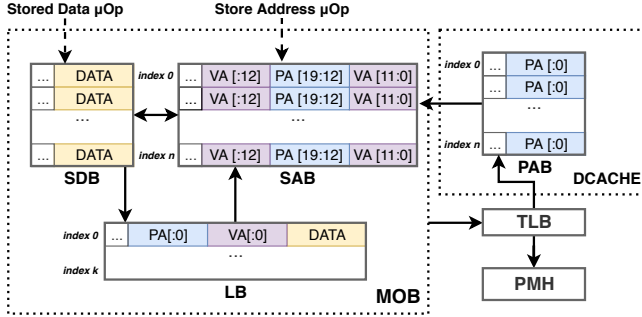 Stored Data μOp
Store Address μOp
... DATA
... DATA
...
... DATA
SDB
index 0
index n
... VA [:12] PA [19:12] VA [11:0]
... VA [:12] PA [19:12] VA [11:0]
...
... VA [:12] PA [19:12] VA [11:0]
SAB
index 0
index n
... PA [:0]
... PA [:0]
...
... PA [:0]
PAB
DCACHE
index 0
index k
... PA[:0] VA[:0] DATA
...
LB
MOB
TLB
PMH